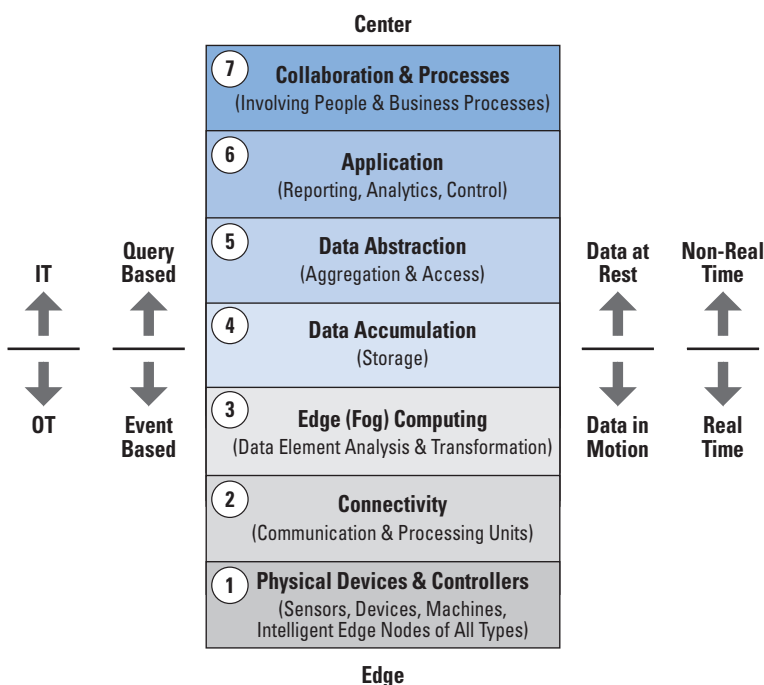 Center
7
Collaboration & Processes
(Involving People & Business Processes)
6
Application
(Reporting, Analytics, Control)
5
Data Abstraction
(Aggregation & Access)
4
Data Accumulation
(Storage)
3
Edge (Fog) Computing
(Data Element Analysis & Transformation)
2
Connectivity
(Communication & Processing Units)
1
Physical Devices & Controllers
(Sensors, Devices, Machines,
Intelligent Edge Nodes of All Types)
Edge
IT
OT
Query
Based
Event
Based
Data at
Rest
Data in
Motion
Non-Real
Time
Real
Time